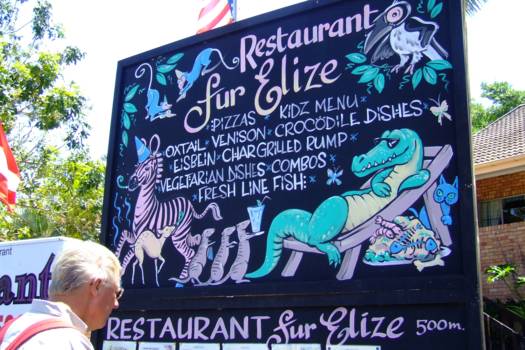 Restaurant
fur Elize
PIZZAS * KIDZ MENU
OXTAIL * VENISON * CROCODILE DISHES
EISBEIN * CHARGRILLED RUMP
VEGETARIAN DISHES * COMBOS
FRESH LINE FISH
RESTAURANT fur Elize 500m.
ant